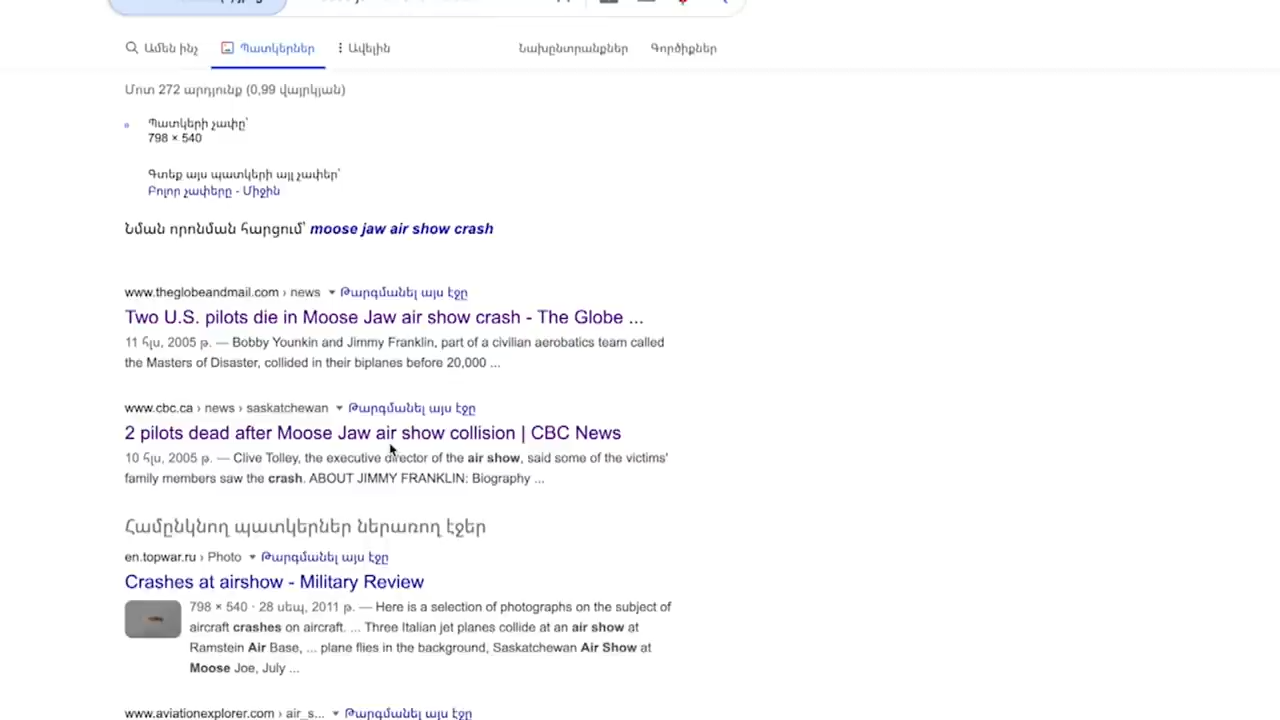 Ամեն ինչ Պատկերներ Ավելին Նախընտրանքներ Գործիքներ
Մոտ 272 արդյունք (0,99 վայրկյան)
Պատկերի չափը՝
798 × 540
Գտեք այս պատկերի այլ չափեր՝
Բոլոր չափերը - Միջին
Նման որոնման հարցում՝ moose jaw air show crash
www.theglobeandmail.com › news Թարգմանել այս էջը
Two U.S. pilots die in Moose Jaw air show crash - The Globe ...
11 հլս, 2005 թ. — Bobby Younkin and Jimmy Franklin, part of a civilian aerobatics team called
the Masters of Disaster, collided in their biplanes before 20,000 ...
www.cbc.ca › news › saskatchewan Թարգմանել այս էջը
2 pilots dead after Moose Jaw air show collision | CBC News
10 հլս, 2005 թ. — Clive Tolley, the executive director of the air show, said some of the victims'
family members saw the crash. ABOUT JIMMY FRANKLIN: Biography ...
Համընկնող պատկերներ ներառող էջեր
en.topwar.ru › Photo Թարգմանել այս էջը
Crashes at airshow - Military Review
798 × 540 · 28 սեպ, 2011 թ. — Here is a selection of photographs on the subject of
aircraft crashes on aircraft. ... Three Italian jet planes collide at an air show at
Ramstein Air Base, ... plane flies in the background, Saskatchewan Air Show at
Moose Joe, July ...
www.aviationexplorer.com › air_s... Թարգմանել այս էջը